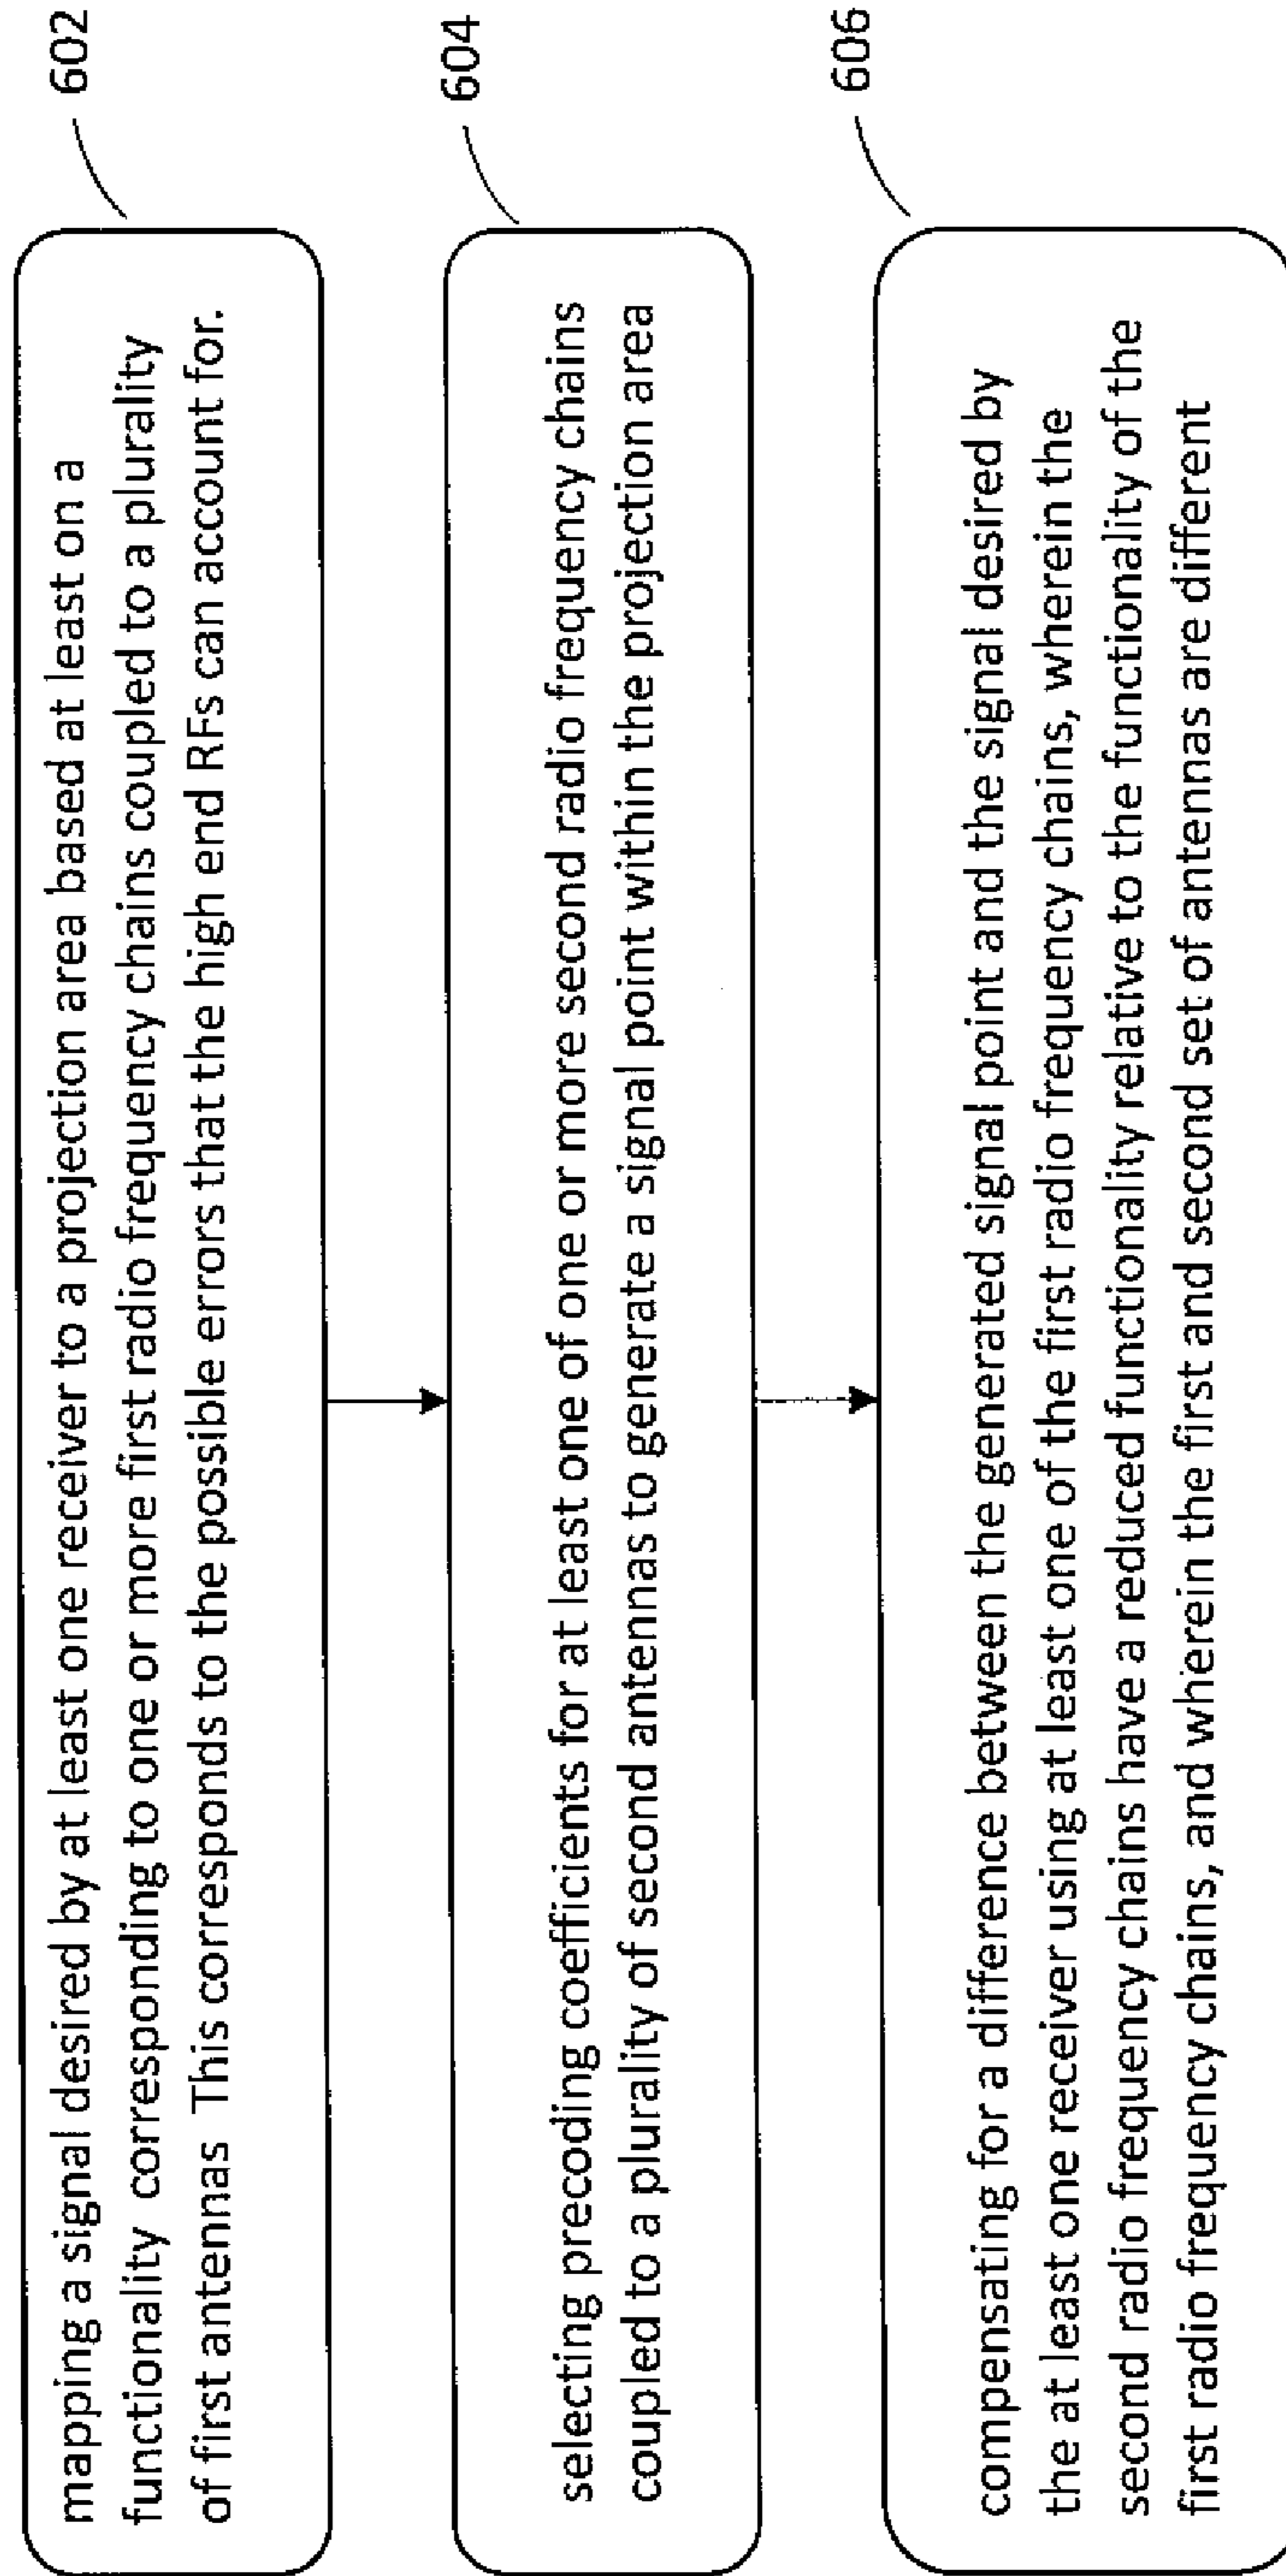 mapping a signal desired by at least one receiver to a projection area based at least on a
functionality corresponding to one or more first radio frequency chains coupled to a plurality
of first antennas This corresponds to the possible errors that the high end RFs can account for.
602
selecting precoding coefficients for at least one of one or more second radio frequency chains
coupled to a plurality of second antennas to generate a signal point within the projection area
604
compensating for a difference between the generated signal point and the signal desired by
the at least one receiver using at least one of the first radio frequency chains, wherein the
second radio frequency chains have a reduced functionality relative to the functionality of the
first radio frequency chains, and wherein the first and second set of antennas are different
606